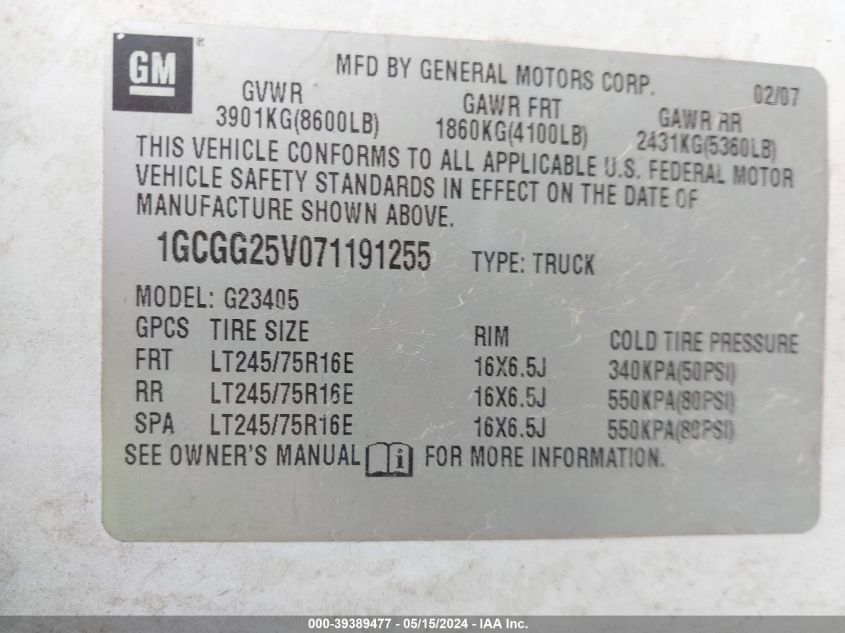 GM®
MFD BY GENERAL MOTORS CORP. 02/07
GVWR GAWR FRT GAWR RR
3901KG(8600LB) 1860KG(4100LB) 2431KG(5360LB)
THIS VEHICLE CONFORMS TO ALL APPLICABLE U.S. FEDERAL MOTOR
VEHICLE SAFETY STANDARDS IN EFFECT ON THE DATE OF
MANUFACTURE SHOWN ABOVE.
1GCGG25V071191255 TYPE: TRUCK
MODEL: G23405
GPCS TIRE SIZE RIM COLD TIRE PRESSURE
FRT LT245/75R16E 16X6.5J 340KPA(50PSI)
RR LT245/75R16E 16X6.5J 550KPA(80PSI)
SPA LT245/75R16E 16X6.5J 550KPA(80PSI)
SEE OWNER'S MANUAL i FOR MORE INFORMATION.
000-39389477 - 05/15/2024 - IAA Inc.